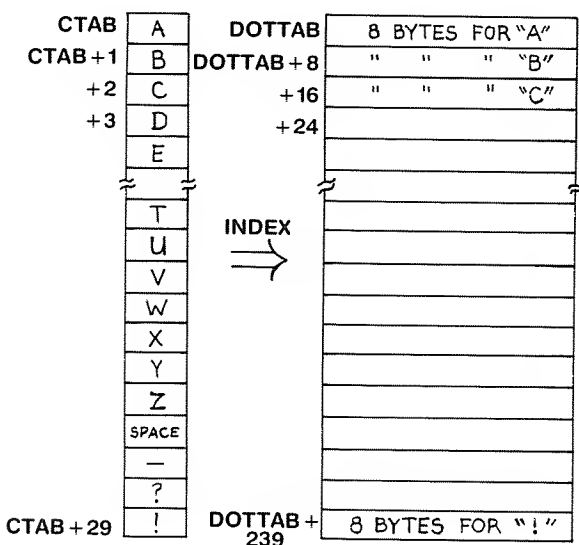 CTAB A DOTTAB 8 BYTES FOR "A"
CTAB+1 B DOTTAB+8 " " " "B"
+2 C +16 " " " "C"
+3 D +24
E
T
U
INDEX
V
W
X
Y
Z
SPACE
—
?
CTAB+29 ! DOTTAB+ 8 BYTES FOR "!"
239